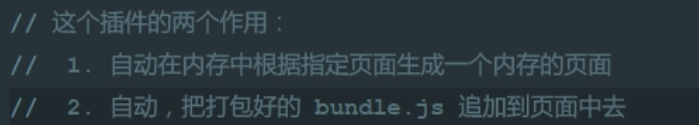 // 这个插件的两个作用：
//  1. 自动在内存中根据指定页面生成一个内存的页面
//  2. 自动，把打包好的 bundle.js 追加到页面中去